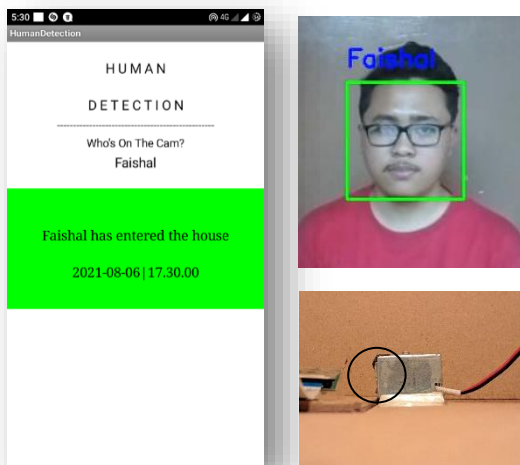 5:30
4G
HumanDetection
HUMAN
DETECTION
------------------------------------------------
Who's On The Cam?
Faishal
Faishal has entered the house
2021-08-06|17.30.00
Faishal